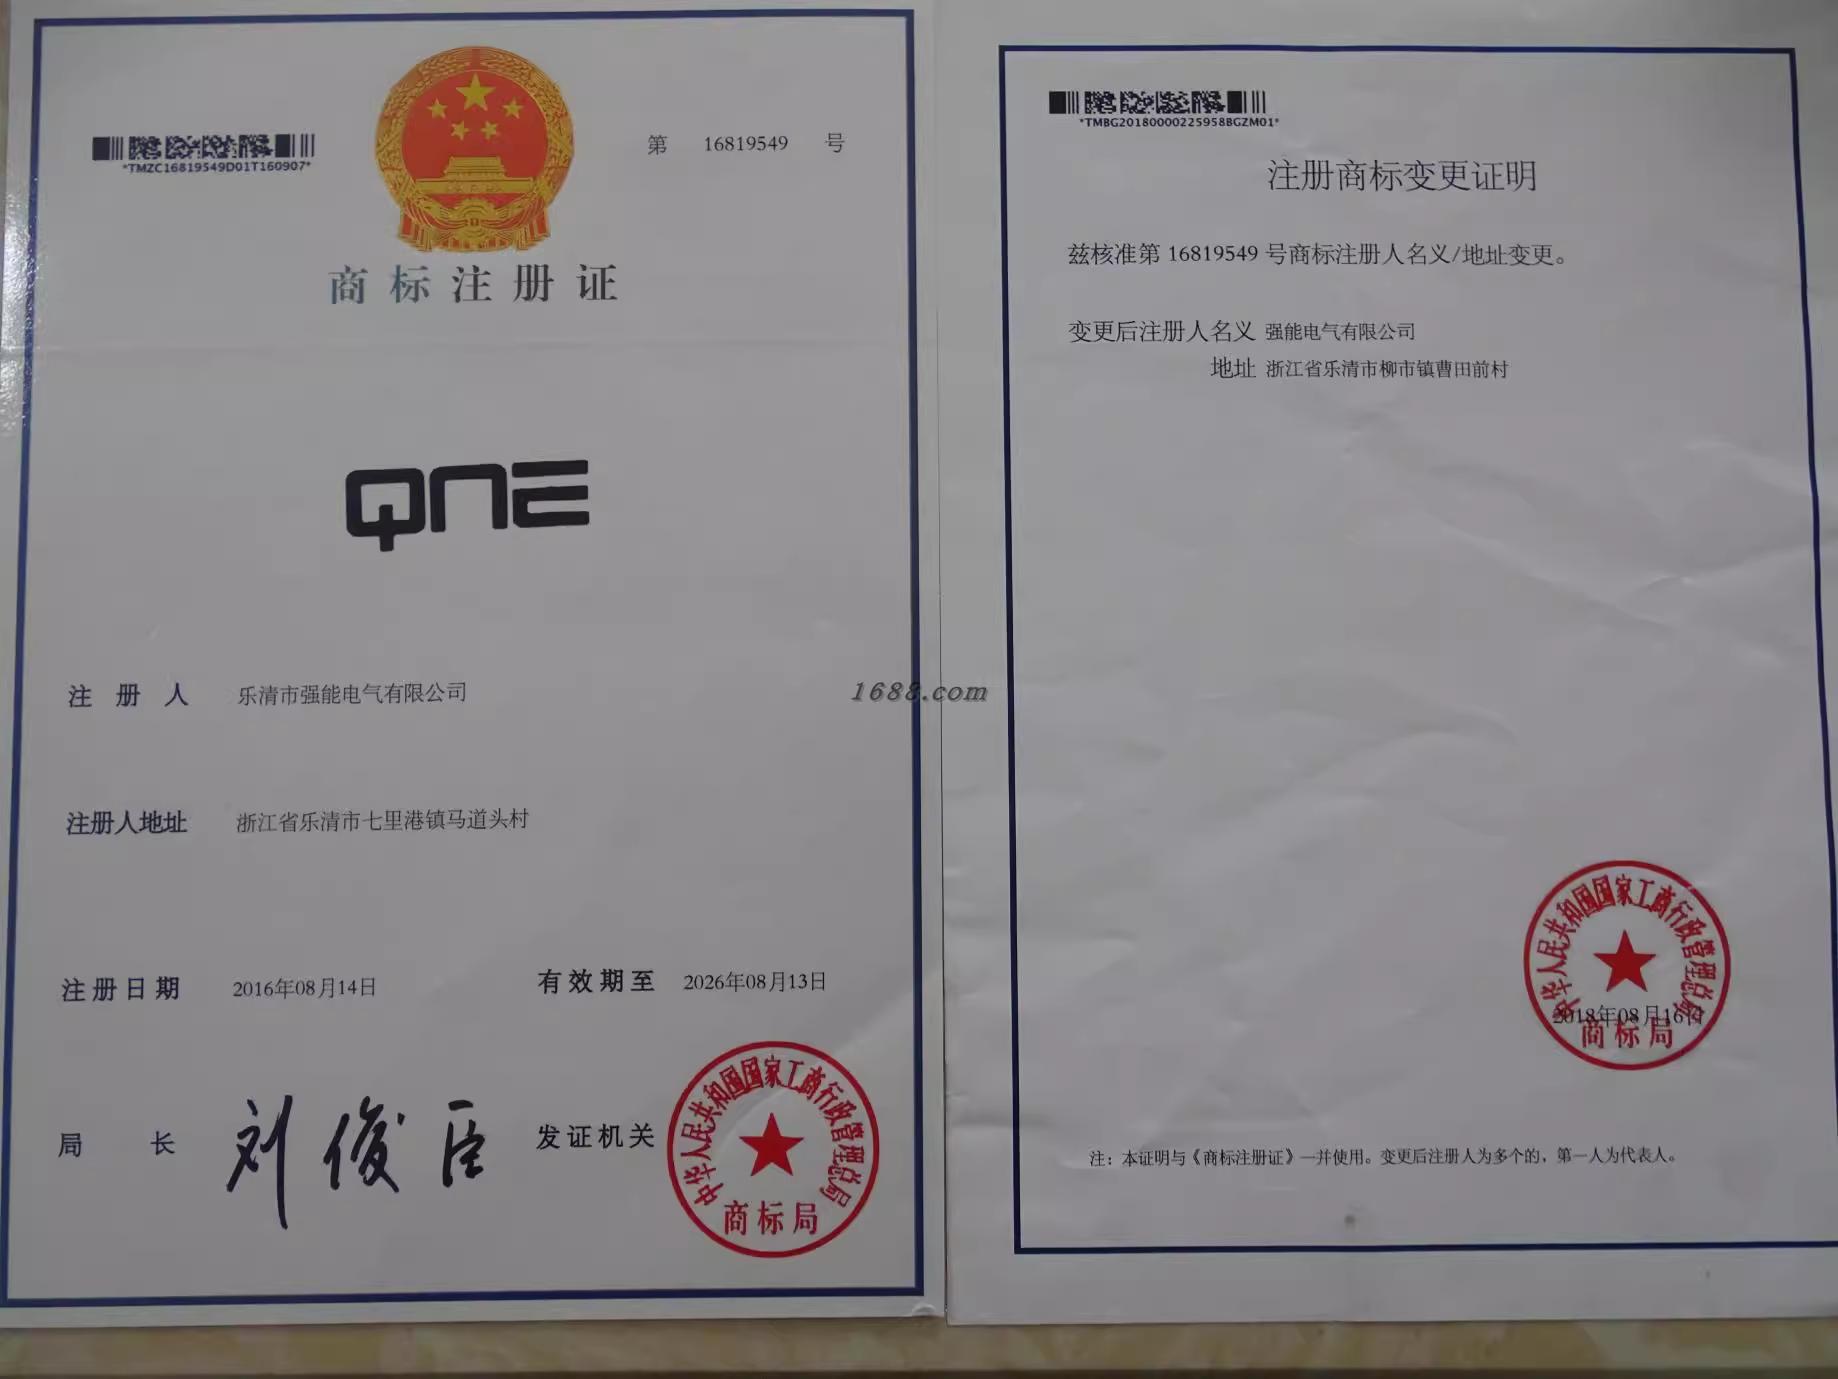 *TMZC16819549D01T160907*
第 16819549 号
商标注册证
QNE
注册人 乐清市强能电气有限公司
注册人地址 浙江省乐清市七里港镇马道头村
注册日期 2016年08月14日 有效期至 2026年08月13日
局长 刘俊臣 发证机关
中华人民共和国国家工商行政管理总局
商标局
1688.com
*TMBG20180000225958BGZM01*
注册商标变更证明
兹核准第 16819549 号商标注册人名义/地址变更。
变更后注册人名义 强能电气有限公司
地址 浙江省乐清市柳市镇曹田前村
中华人民共和国国家工商行政管理总局
2018年08月16日
商标局
注：本证明与《商标注册证》一并使用。变更后注册人为多个的，第一人为代表人。